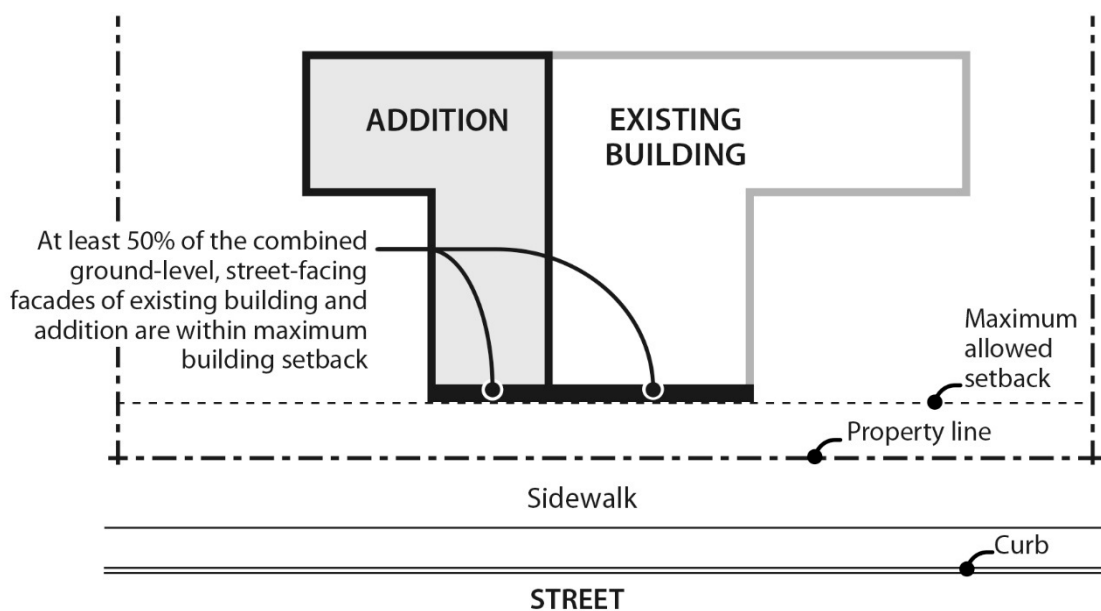 ADDITION
EXISTING
BUILDING
At least 50% of the combined
ground-level, street-facing
facades of existing building and
addition are within maximum
building setback
Maximum
allowed
setback
Property line
Sidewalk
Curb
STREET